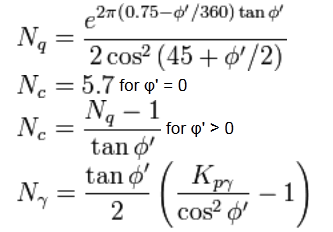 N_q = e^{2π(0.75−ϕ′/360) tan ϕ′} / 2 cos² (45 + ϕ′/2)
N_c = 5.7 for φ' = 0
N_c = N_q − 1 / tan ϕ′ for φ' > 0
N_γ = tan ϕ′ / 2 ( K_{pγ} / cos² ϕ′ − 1 )